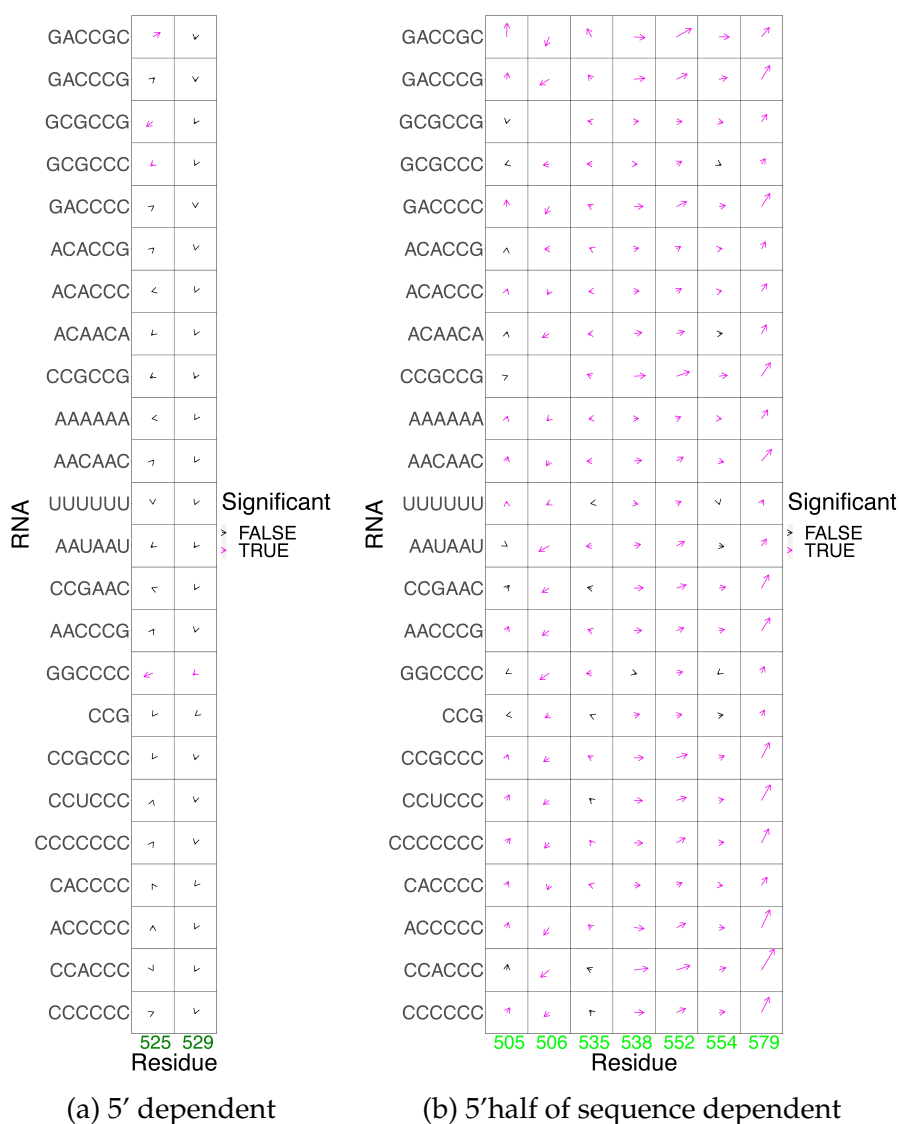 GACCGC
GACCCG
GCGCCG
GCGCCC
GACCCC
ACACCG
ACACCC
ACAACA
CCGCCG
AAAAAA
AACAAC
UUUUUU
AAUAAU
CCGAAC
AACCCG
GGCCCC
CCG
CCGCCC
CCUCCC
CCCCCCC
CACCCC
ACCCCC
CCACCC
CCCCCC
RNA
525 529
Residue
Significant
FALSE
TRUE
(a) 5′ dependent
GACCGC
GACCCG
GCGCCG
GCGCCC
GACCCC
ACACCG
ACACCC
ACAACA
CCGCCG
AAAAAA
AACAAC
UUUUUU
AAUAAU
CCGAAC
AACCCG
GGCCCC
CCG
CCGCCC
CCUCCC
CCCCCCC
CACCCC
ACCCCC
CCACCC
CCCCCC
RNA
505 506 535 538 552 554 579
Residue
Significant
FALSE
TRUE
(b) 5′half of sequence dependent